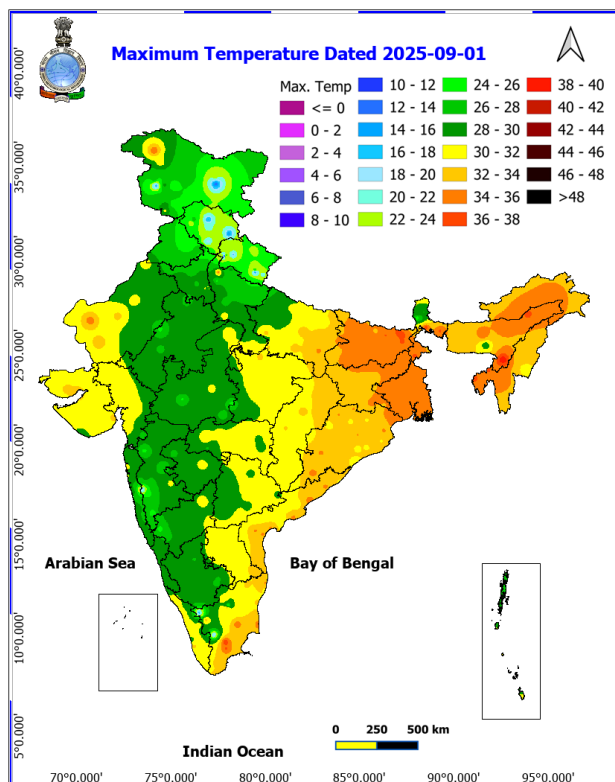 Maximum Temperature Dated 2025-09-01
Max. Temp
<= 0
0 - 2
2 - 4
4 - 6
6 - 8
8 - 10
10 - 12
12 - 14
14 - 16
16 - 18
18 - 20
20 - 22
22 - 24
24 - 26
26 - 28
28 - 30
30 - 32
32 - 34
34 - 36
36 - 38
38 - 40
40 - 42
42 - 44
44 - 46
46 - 48
>48
40°0.000'
35°0.000'
30°0.000'
25°0.000'
20°0.000'
15°0.000'
10°0.000'
5°0.000'
Arabian Sea
Bay of Bengal
Indian Ocean
0 250 500 km
70°0.000' 75°0.000' 80°0.000' 85°0.000' 90°0.000' 95°0.000'